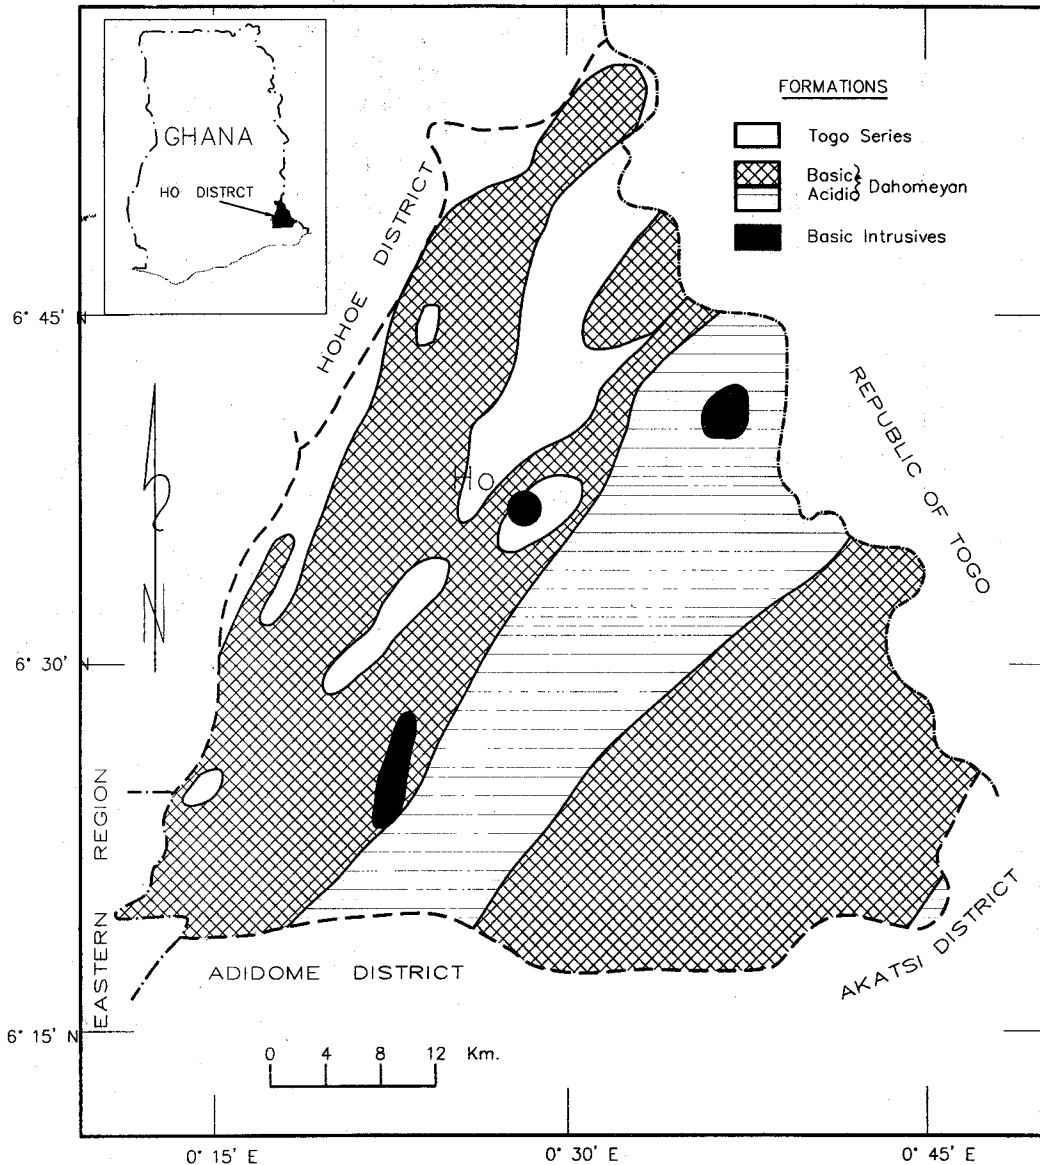 GHANA
HO DISTRCT
FORMATIONS
Togo Series
Basic
Acidic
} Dahomeyan
Basic Intrusives
HOHOE DISTRICT
REPUBLIC OF TOGO
HO
N
EASTERN REGION
ADIDOME DISTRICT
AKATSI DISTRICT
6° 45' N
6° 30' N
6° 15' N
0 4 8 12 Km.
0° 15' E
0° 30' E
0° 45' E